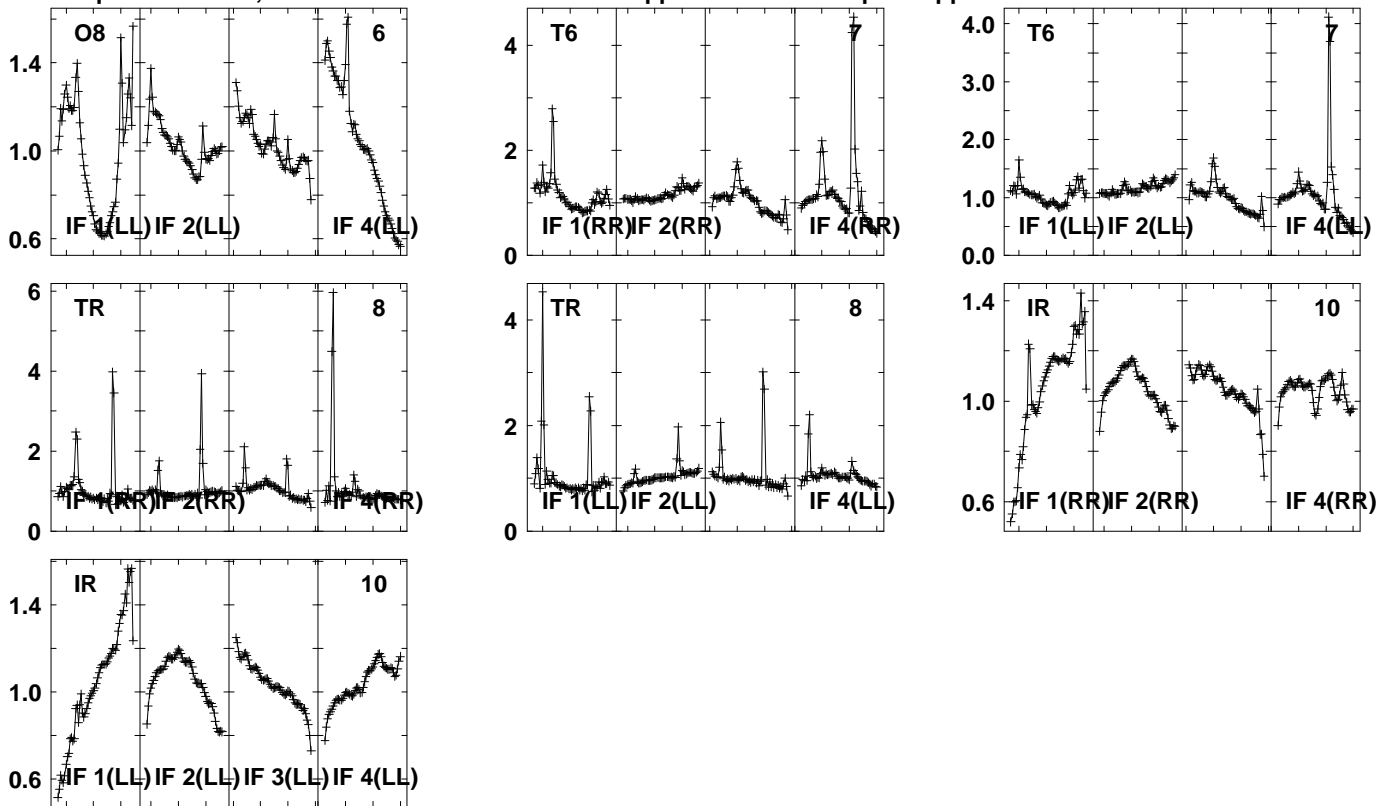 O8 6
1.4
1.0
0.6
IF 1(LL) IF 2(LL) IF 4(LL)
T6 7
4
2
0
IF 1(RR) IF 2(RR) IF 4(RR)
T6 7
4.0
3.0
2.0
1.0
0.0
IF 1(LL) IF 2(LL) IF 4(LL)
TR 8
6
4
2
0
IF 1(RR) IF 2(RR) IF 4(RR)
TR 8
4
2
0
IF 1(LL) IF 2(LL) IF 4(LL)
IR 10
1.4
1.0
0.6
IF 1(RR) IF 2(RR) IF 4(RR)
IR 10
1.4
1.0
0.6
IF 1(LL) IF 2(LL) IF 3(LL) IF 4(LL)